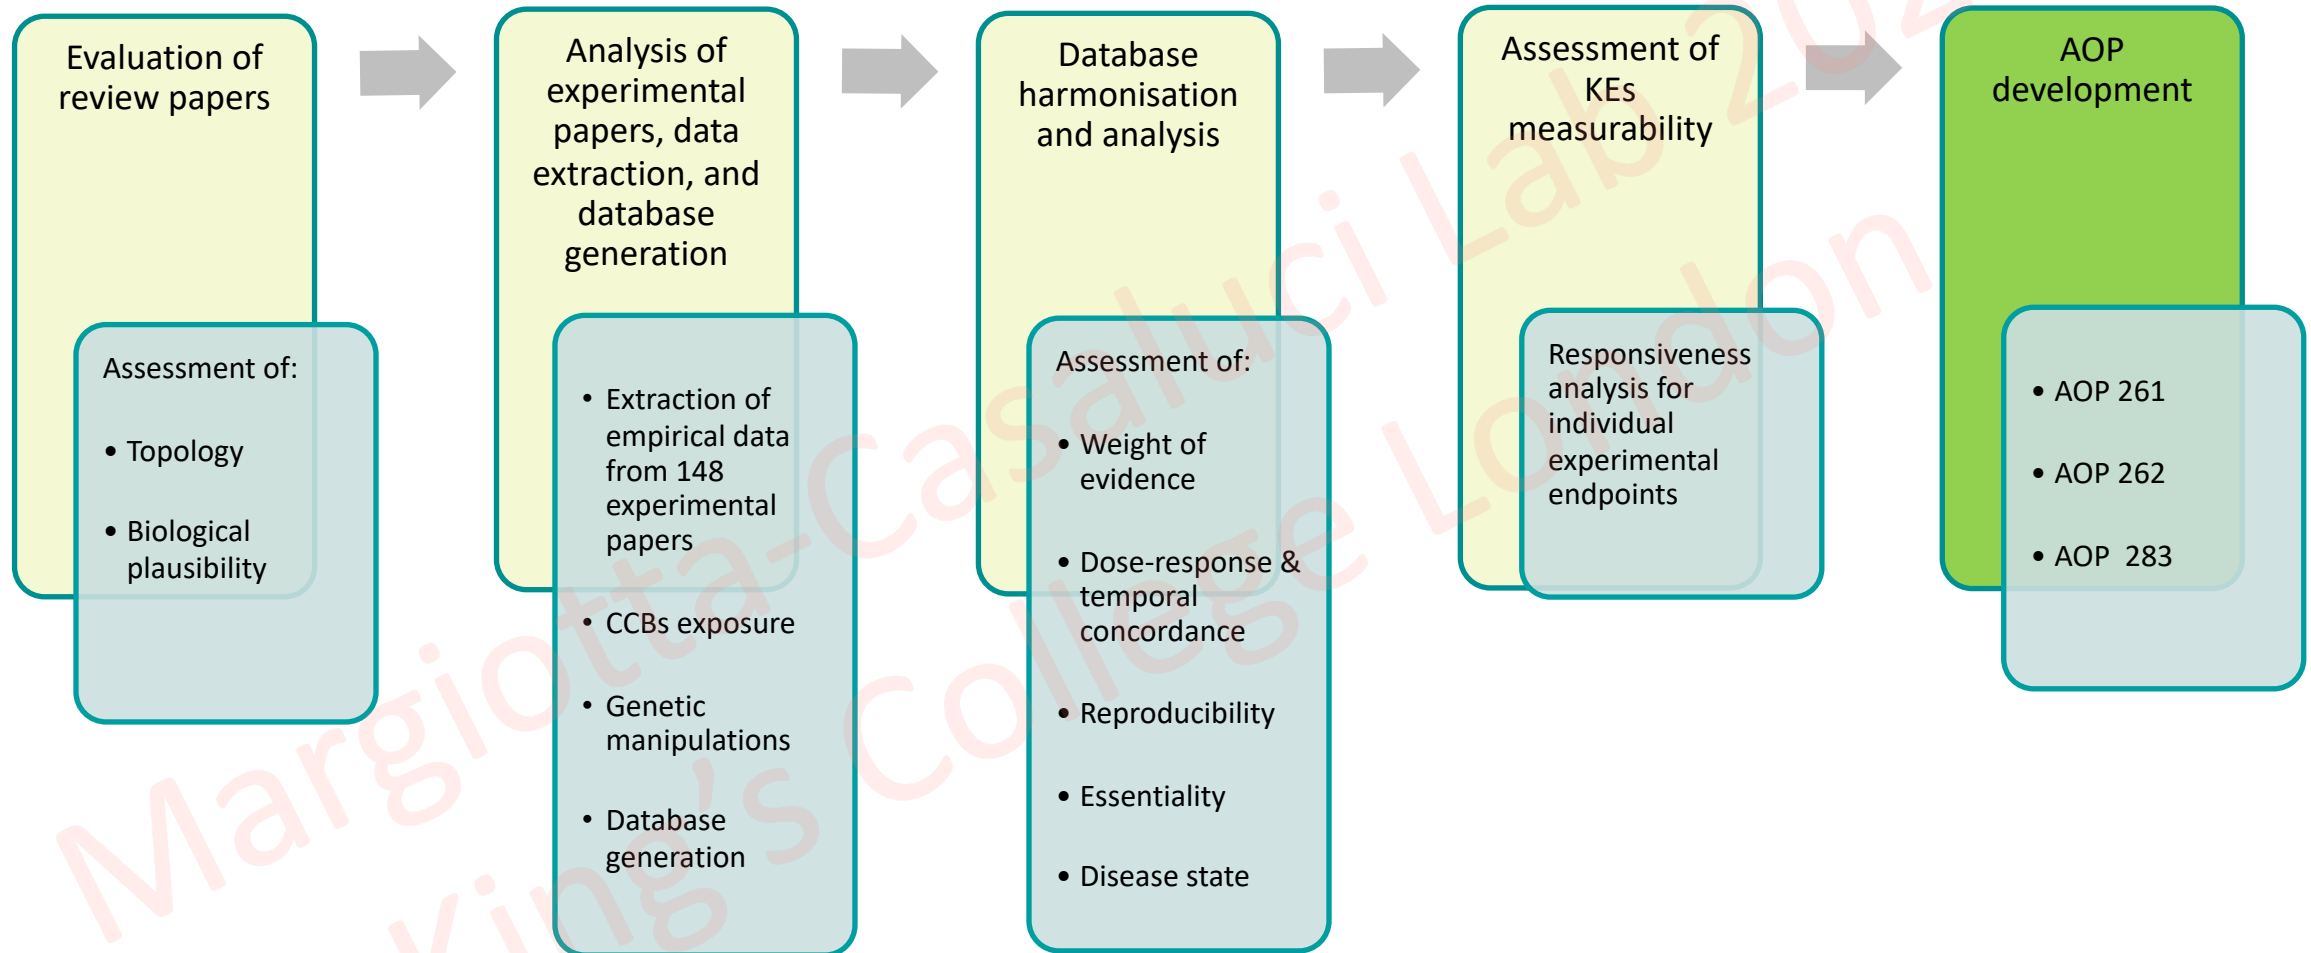 Evaluation of
review papers
Assessment of:
• Topology
• Biological
plausibility
Analysis of
experimental
papers, data
extraction, and
database
generation
• Extraction of
empirical data
from 148
experimental
papers
• CCBs exposure
• Genetic
manipulations
• Database
generation
Database
harmonisation
and analysis
Assessment of:
• Weight of
evidence
• Dose-response &
temporal
concordance
• Reproducibility
• Essentiality
• Disease state
Assessment of
KEs
measurability
Responsiveness
analysis for
individual
experimental
endpoints
AOP
development
• AOP 261
• AOP 262
• AOP  283
Margiotta-Casaluci Lab
King's College London